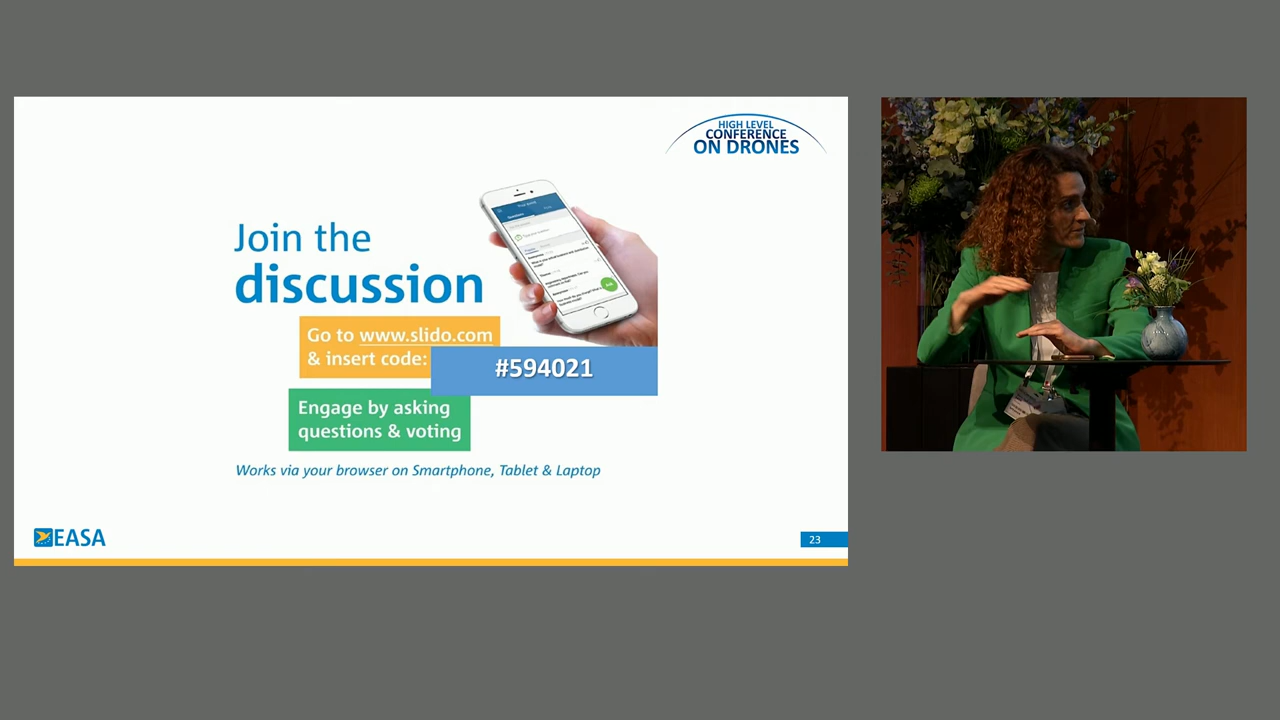 HIGH LEVEL
CONFERENCE
ON DRONES
Join the
discussion
Go to www.slido.com
& insert code:
#594021
Engage by asking
questions & voting
Works via your browser on Smartphone, Tablet & Laptop
EASA
23